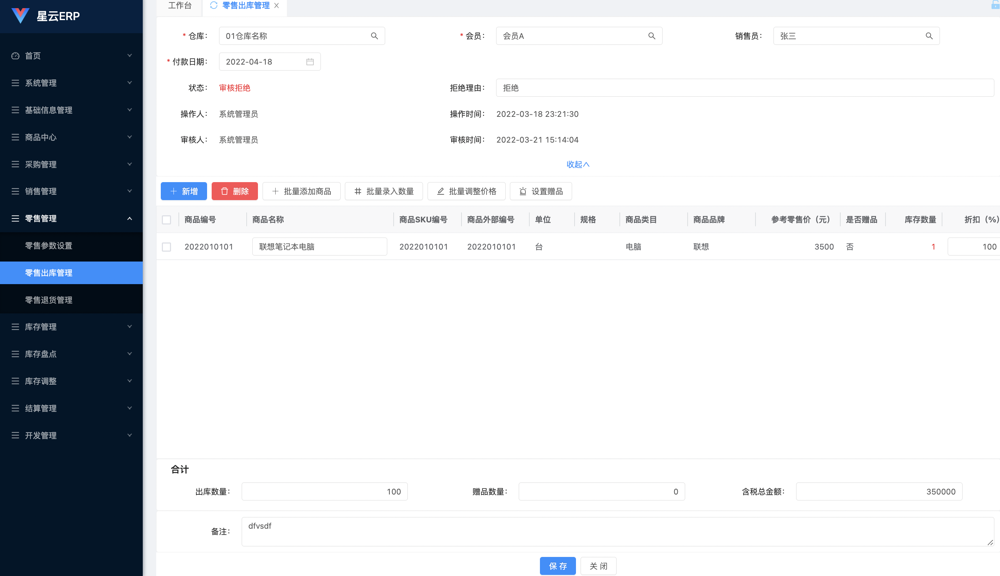 星云ERP
首页
系统管理
基础信息管理
商品中心
采购管理
销售管理
零售管理
零售参数设置
零售出库管理
零售退货管理
库存管理
库存盘点
库存调整
结算管理
开发管理
工作台 零售出库管理
* 仓库： 01仓库名称 * 会员： 会员A 销售员： 张三
* 付款日期： 2022-04-18
状态： 审核拒绝 拒绝理由： 拒绝
操作人： 系统管理员 操作时间： 2022-03-18 23:21:30
审核人： 系统管理员 审核时间： 2022-03-21 15:14:04
收起
新增 删除 批量添加商品 批量录入数量 批量调整价格 设置赠品
商品编号 商品名称 商品SKU编号 商品外部编号 单位 规格 商品类目 商品品牌 参考零售价（元） 是否赠品 库存数量 折扣（%）
2022010101 联想笔记本电脑 2022010101 2022010101 台 电脑 联想 3500 否 1 100
合计
出库数量： 100 赠品数量： 0 含税总金额： 350000
备注： dfvsdf
保 存 关 闭